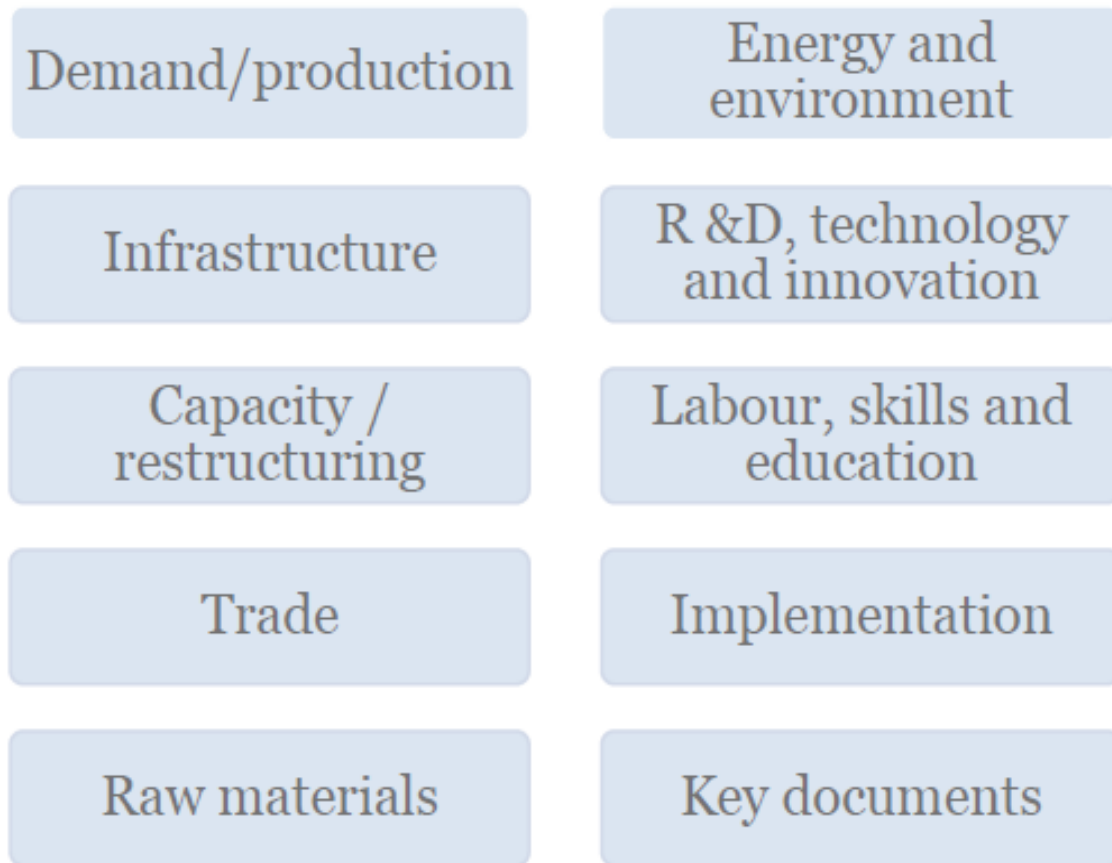 Demand/production
Energy and
environment
Infrastructure
R &D, technology
and innovation
Capacity /
restructuring
Labour, skills and
education
Trade
Implementation
Raw materials
Key documents